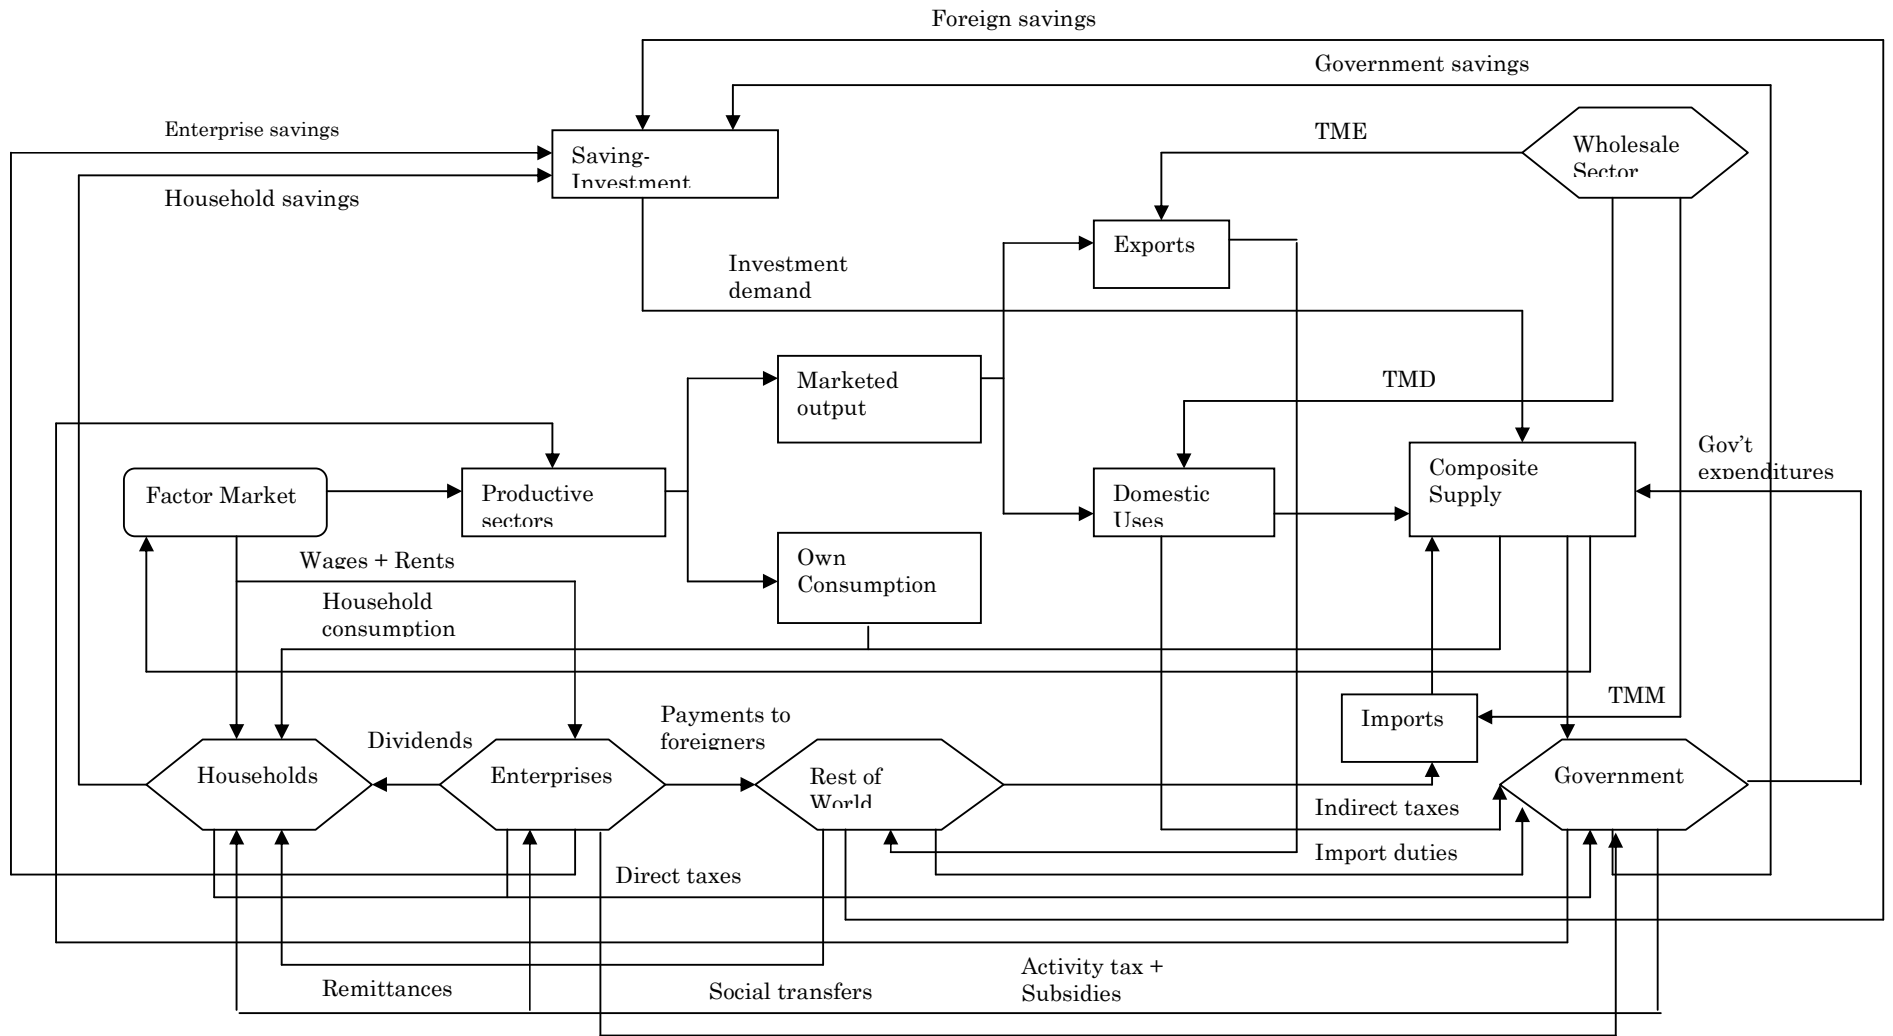 Foreign savings
Government savings
Enterprise savings
TME
Wholesale
Sector
Saving-
Investment
Household savings
Exports
Investment
demand
Marketed
output
TMD
Gov't
expenditures
Composite
Supply
Factor Market
Productive
sectors
Domestic
Uses
Own
Consumption
Wages + Rents
Household
consumption
TMM
Imports
Payments to
foreigners
Dividends
Households
Enterprises
Rest of
World
Government
Indirect taxes
Import duties
Direct taxes
Activity tax +
Subsidies
Remittances
Social transfers